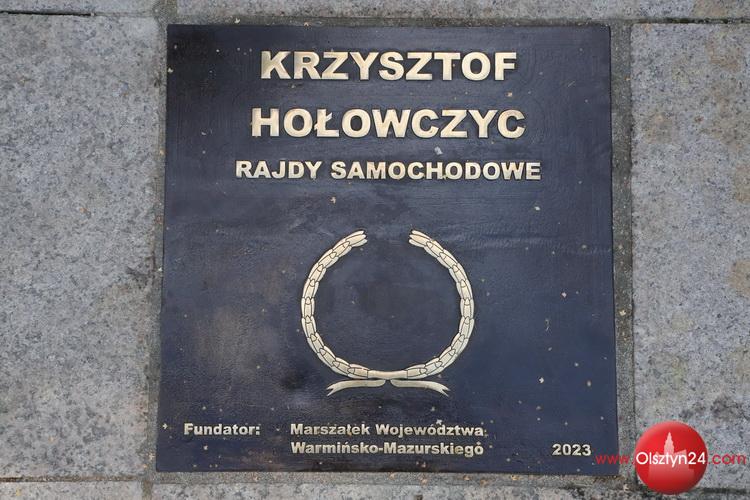 KRZYSZTOF
HOŁOWCZYC
RAJDY SAMOCHODOWE
Fundator: Marszałek Województwa
Warmińsko-Mazurskiego 2023
www.Olsztyn24.com